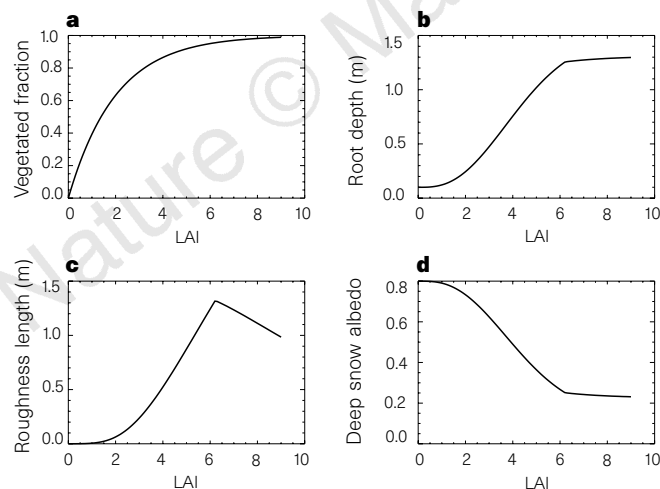 a
Vegetated fraction
1.0
0.8
0.6
0.4
0.2
0.0
0 2 4 6 8 10
LAI
b
Root depth (m)
1.5
1.0
0.5
0.0
0 2 4 6 8 10
LAI
c
Roughness length (m)
1.5
1.0
0.5
0.0
0 2 4 6 8 10
LAI
d
Deep snow albedo
0.8
0.6
0.4
0.2
0.0
0 2 4 6 8 10
LAI
Nature ©